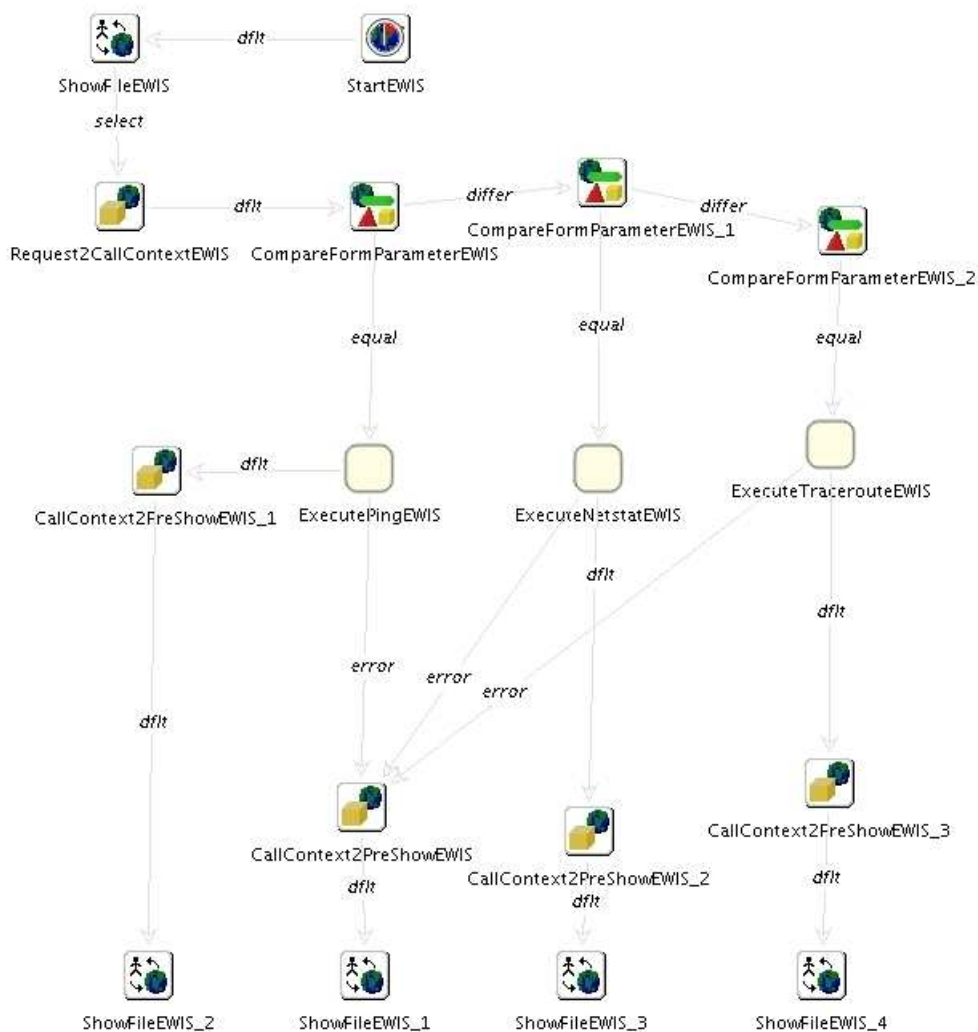 dflt
ShowFileEWIS
StartEWIS
select
dflt
differ
differ
Request2CallContextEWIS
CompareFormParameterEWIS
CompareFormParameterEWIS_1
CompareFormParameterEWIS_2
equal
equal
equal
dflt
CallContext2PreShowEWIS_1
ExecutePingEWIS
ExecuteNetstatEWIS
ExecuteTracerouteEWIS
dflt
dflt
error
error
error
dflt
CallContext2PreShowEWIS
CallContext2PreShowEWIS_2
CallContext2PreShowEWIS_3
dflt
dflt
dflt
ShowFileEWIS_2
ShowFileEWIS_1
ShowFileEWIS_3
ShowFileEWIS_4